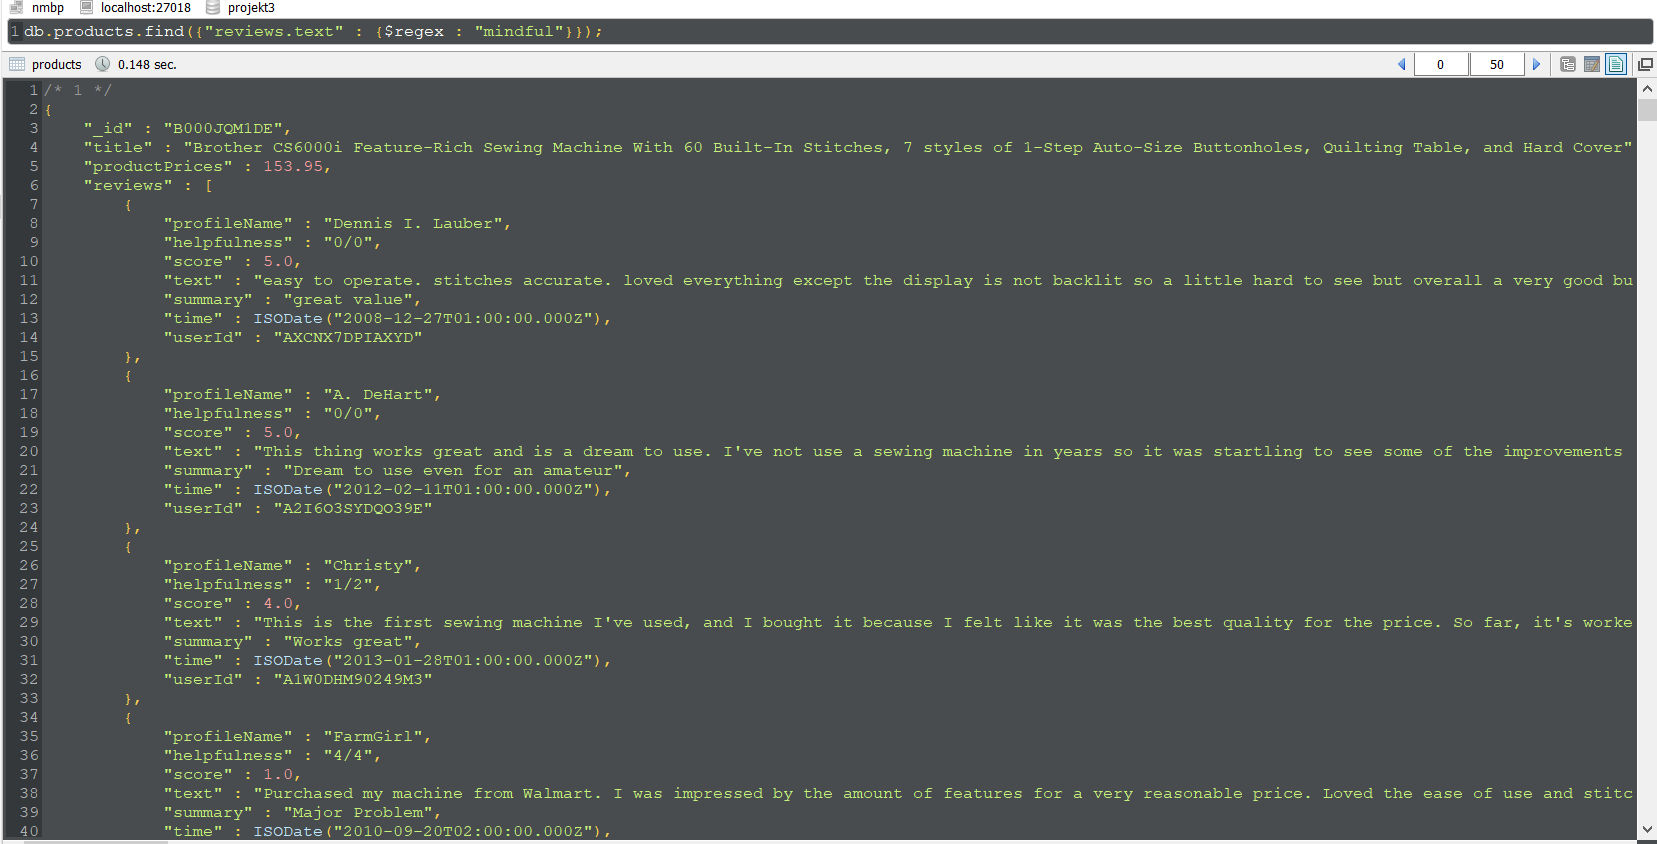 nmbp localhost:27018 projekt3
1 db.products.find({"reviews.text" : {$regex : "mindful"}});
products 0.148 sec. 0 50
1 /* 1 */
2 {
3 "_id" : "B000JQM1DE",
4 "title" : "Brother CS6000i Feature-Rich Sewing Machine With 60 Built-In Stitches, 7 styles of 1-Step Auto-Size Buttonholes, Quilting Table, and Hard Cover"
5 "productPrices" : 153.95,
6 "reviews" : [
7 {
8 "profileName" : "Dennis I. Lauber",
9 "helpfulness" : "0/0",
10 "score" : 5.0,
11 "text" : "easy to operate. stitches accurate. loved everything except the display is not backlit so a little hard to see but overall a very good bu
12 "summary" : "great value",
13 "time" : ISODate("2008-12-27T01:00:00.000Z"),
14 "userId" : "AXCNX7DPIAXYD"
15 },
16 {
17 "profileName" : "A. DeHart",
18 "helpfulness" : "0/0",
19 "score" : 5.0,
20 "text" : "This thing works great and is a dream to use. I've not use a sewing machine in years so it was startling to see some of the improvements
21 "summary" : "Dream to use even for an amateur",
22 "time" : ISODate("2012-02-11T01:00:00.000Z"),
23 "userId" : "A2I6O3SYDQO39E"
24 },
25 {
26 "profileName" : "Christy",
27 "helpfulness" : "1/2",
28 "score" : 4.0,
29 "text" : "This is the first sewing machine I've used, and I bought it because I felt like it was the best quality for the price. So far, it's worke
30 "summary" : "Works great",
31 "time" : ISODate("2013-01-28T01:00:00.000Z"),
32 "userId" : "A1W0DHM90249M3"
33 },
34 {
35 "profileName" : "FarmGirl",
36 "helpfulness" : "4/4",
37 "score" : 1.0,
38 "text" : "Purchased my machine from Walmart. I was impressed by the amount of features for a very reasonable price. Loved the ease of use and stitc
39 "summary" : "Major Problem",
40 "time" : ISODate("2010-09-20T02:00:00.000Z"),